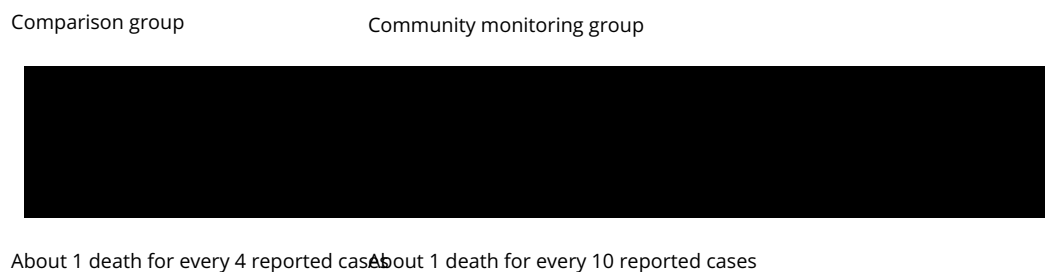 Comparison group
Community monitoring group
About 1 death for every 4 reported cases
About 1 death for every 10 reported cases